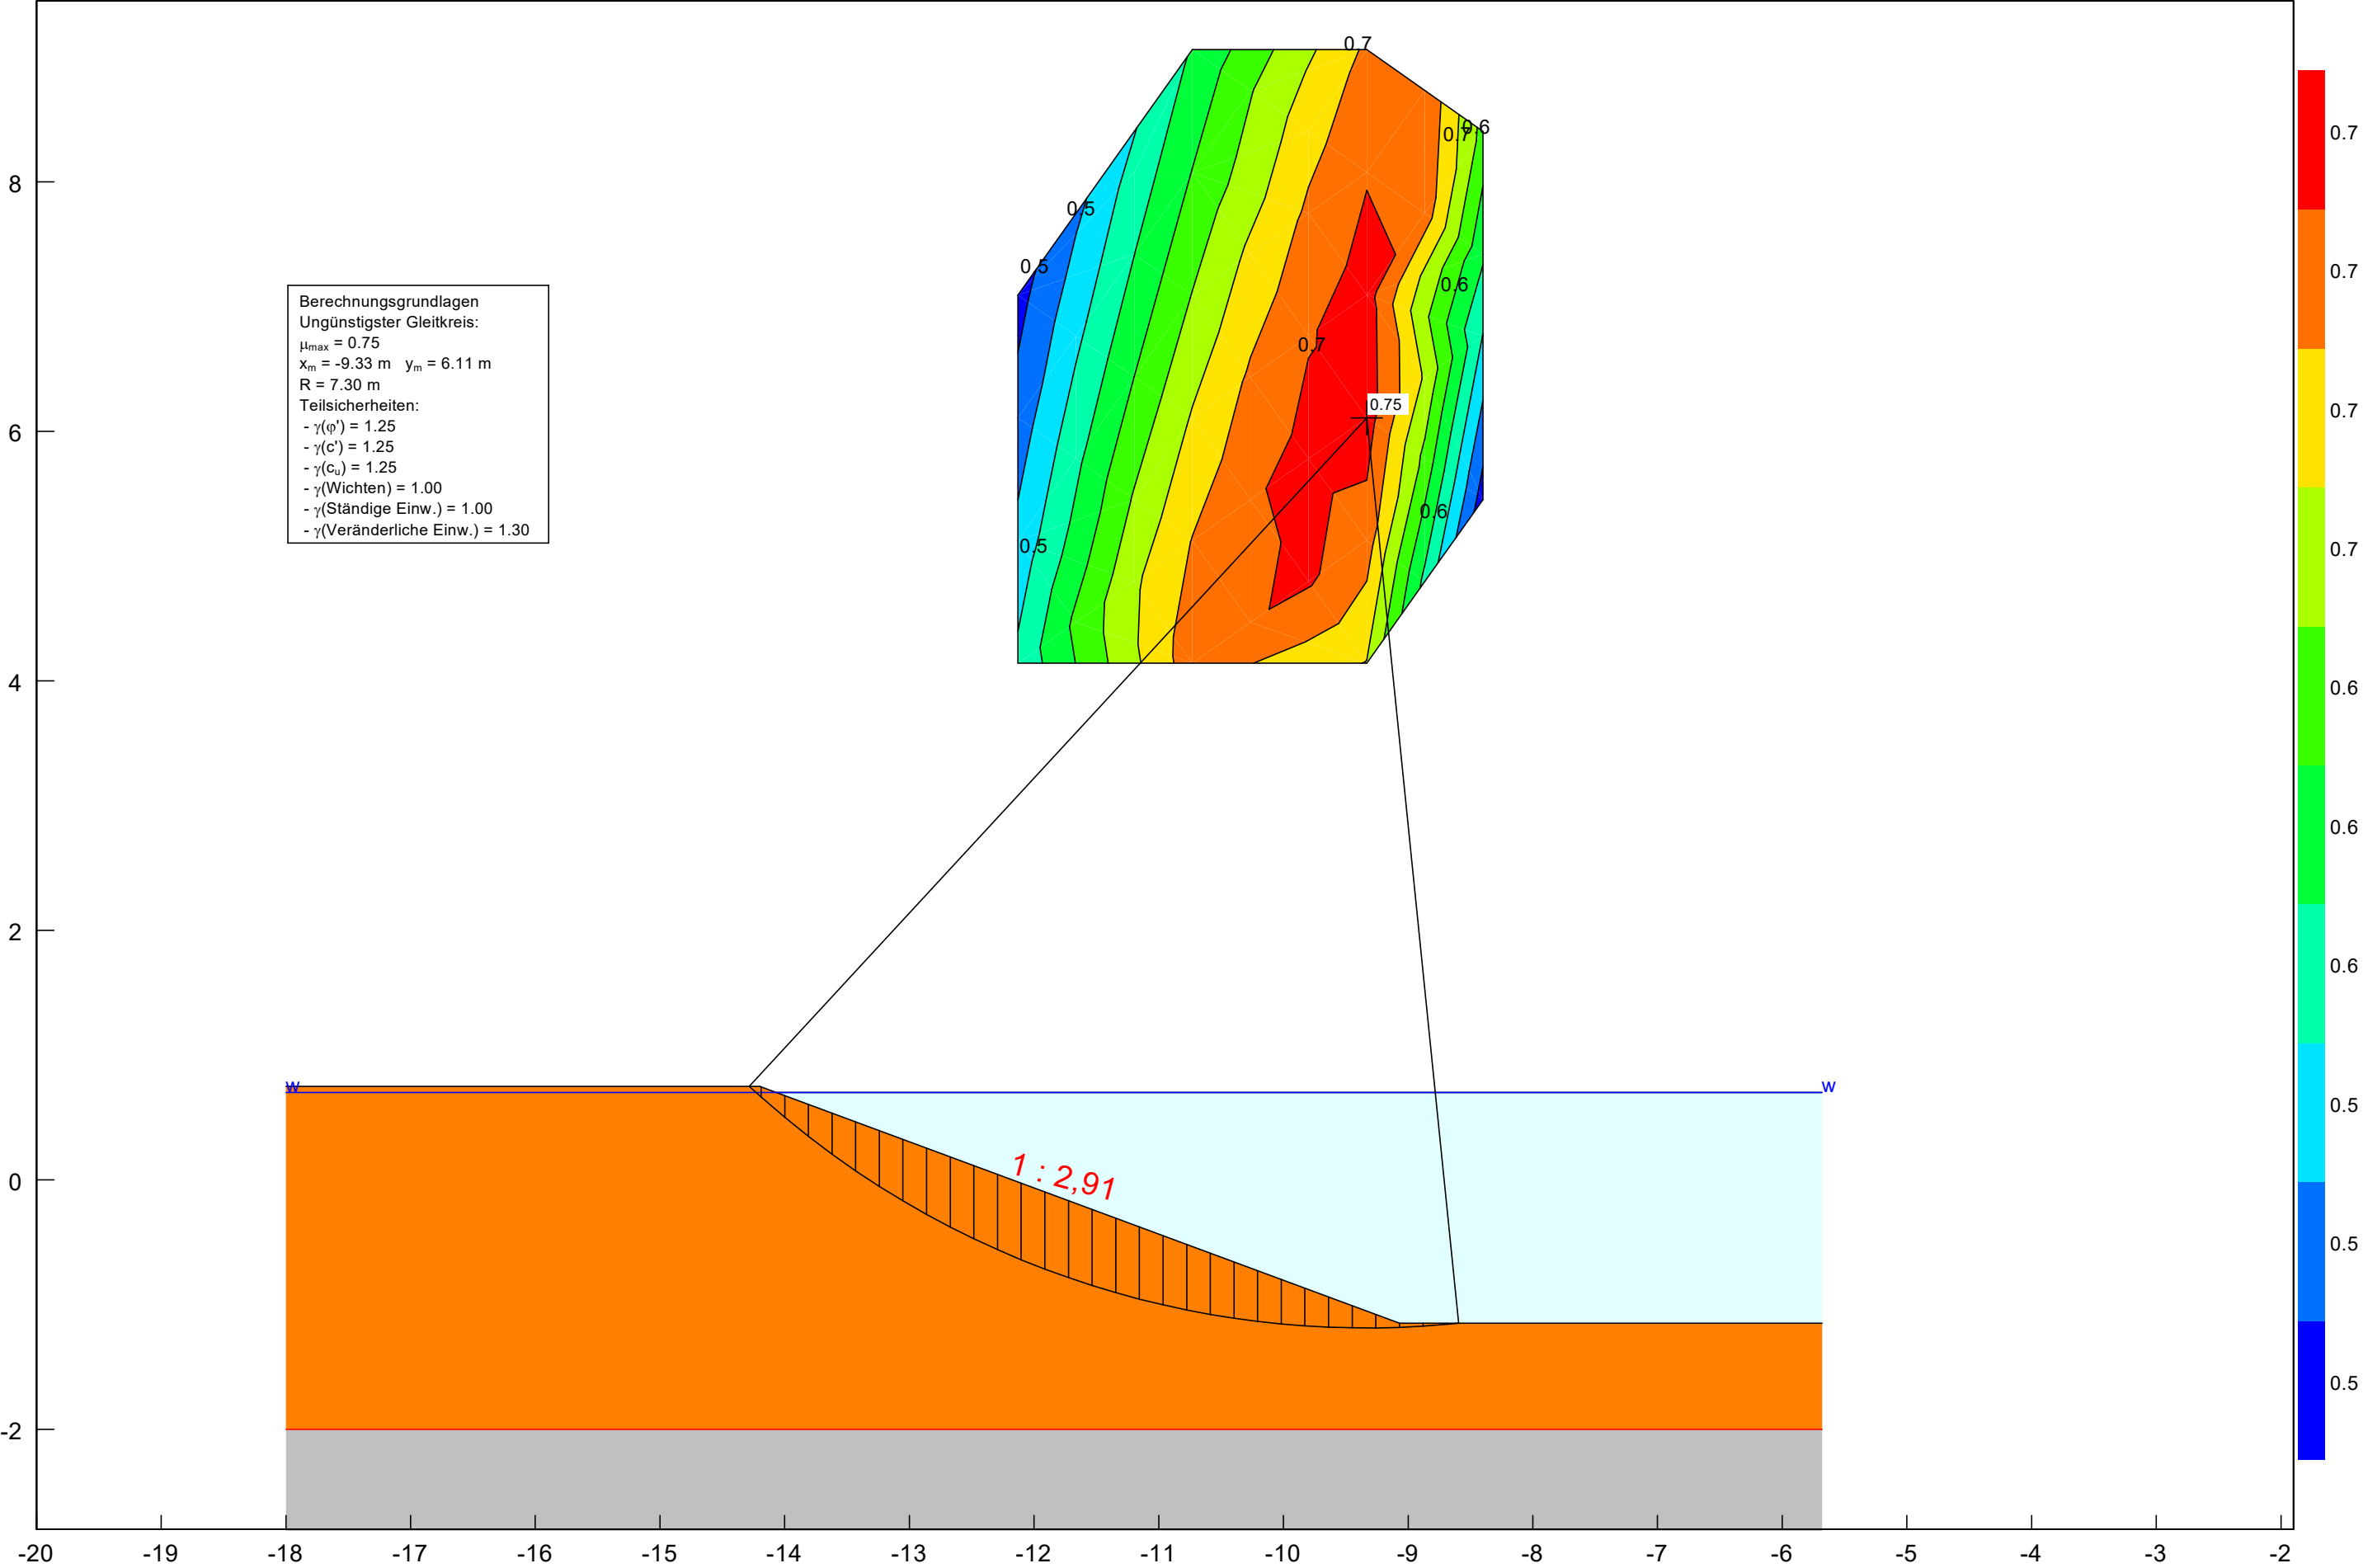 0.7
0.7
0.6
0.5
0.5
0.6
0.7
0.75
0.6
0.5
Berechnungsgrundlagen
Ungünstigster Gleitkreis:
μmax = 0.75
xm = -9.33 m   ym = 6.11 m
R = 7.30 m
Teilsicherheiten:
- γ(φ') = 1.25
- γ(c') = 1.25
- γ(cu) = 1.25
- γ(Wichten) = 1.00
- γ(Ständige Einw.) = 1.00
- γ(Veränderliche Einw.) = 1.30
8
6
4
2
0
-2
w
w
1 : 2,91
-20 -19 -18 -17 -16 -15 -14 -13 -12 -11 -10 -9 -8 -7 -6 -5 -4 -3 -2
0.7
0.7
0.7
0.7
0.6
0.6
0.6
0.5
0.5
0.5